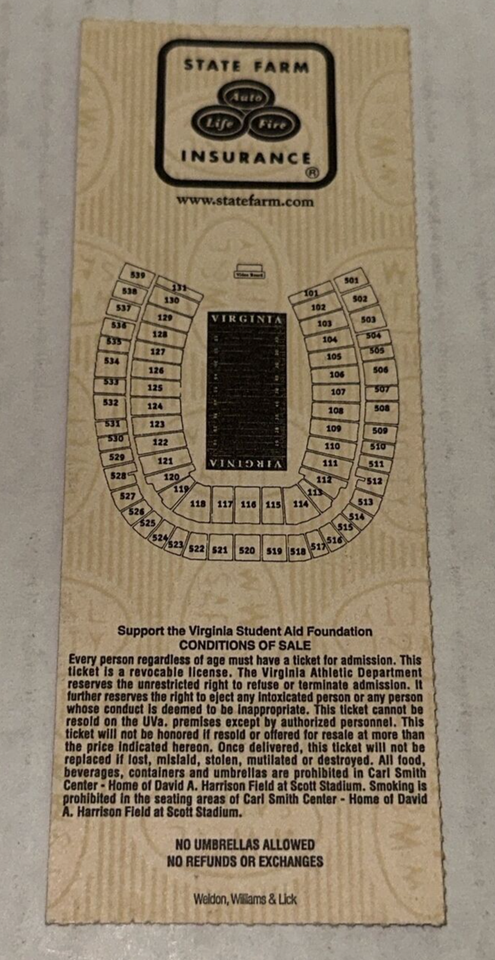 STATE FARM
Auto
Life Fire
INSURANCE ®
www.statefarm.com
Video Board
539 131 101 501
538 130 102 502
537 129 103 503
536 128 104 504
535 127 105 505
534 126 106 506
533 125 107 507
532 124 108 508
531 123 109 509
530 122 110 510
529 121 111 511
528 120 112 512
527 119 118 117 116 115 114 113 513
526 514
525 515
524 523 522 521 520 519 518 517 516
VIRGINIA
VIRGINIA
Support the Virginia Student Aid Foundation
CONDITIONS OF SALE
Every person regardless of age must have a ticket for admission. This
ticket is a revocable license. The Virginia Athletic Department
reserves the unrestricted right to refuse or terminate admission. It
further reserves the right to eject any intoxicated person or any person
whose conduct is deemed to be inappropriate. This ticket cannot be
resold on the UVa. premises except by authorized personnel. This
ticket will not be honored if resold or offered for resale at more than
the price indicated hereon. Once delivered, this ticket will not be
replaced if lost, mislaid, stolen, mutilated or destroyed. All food,
beverages, containers and umbrellas are prohibited in Carl Smith
Center - Home of David A. Harrison Field at Scott Stadium. Smoking is
prohibited in the seating areas of Carl Smith Center - Home of David
A. Harrison Field at Scott Stadium.
NO UMBRELLAS ALLOWED
NO REFUNDS OR EXCHANGES
Weldon, Williams & Lick